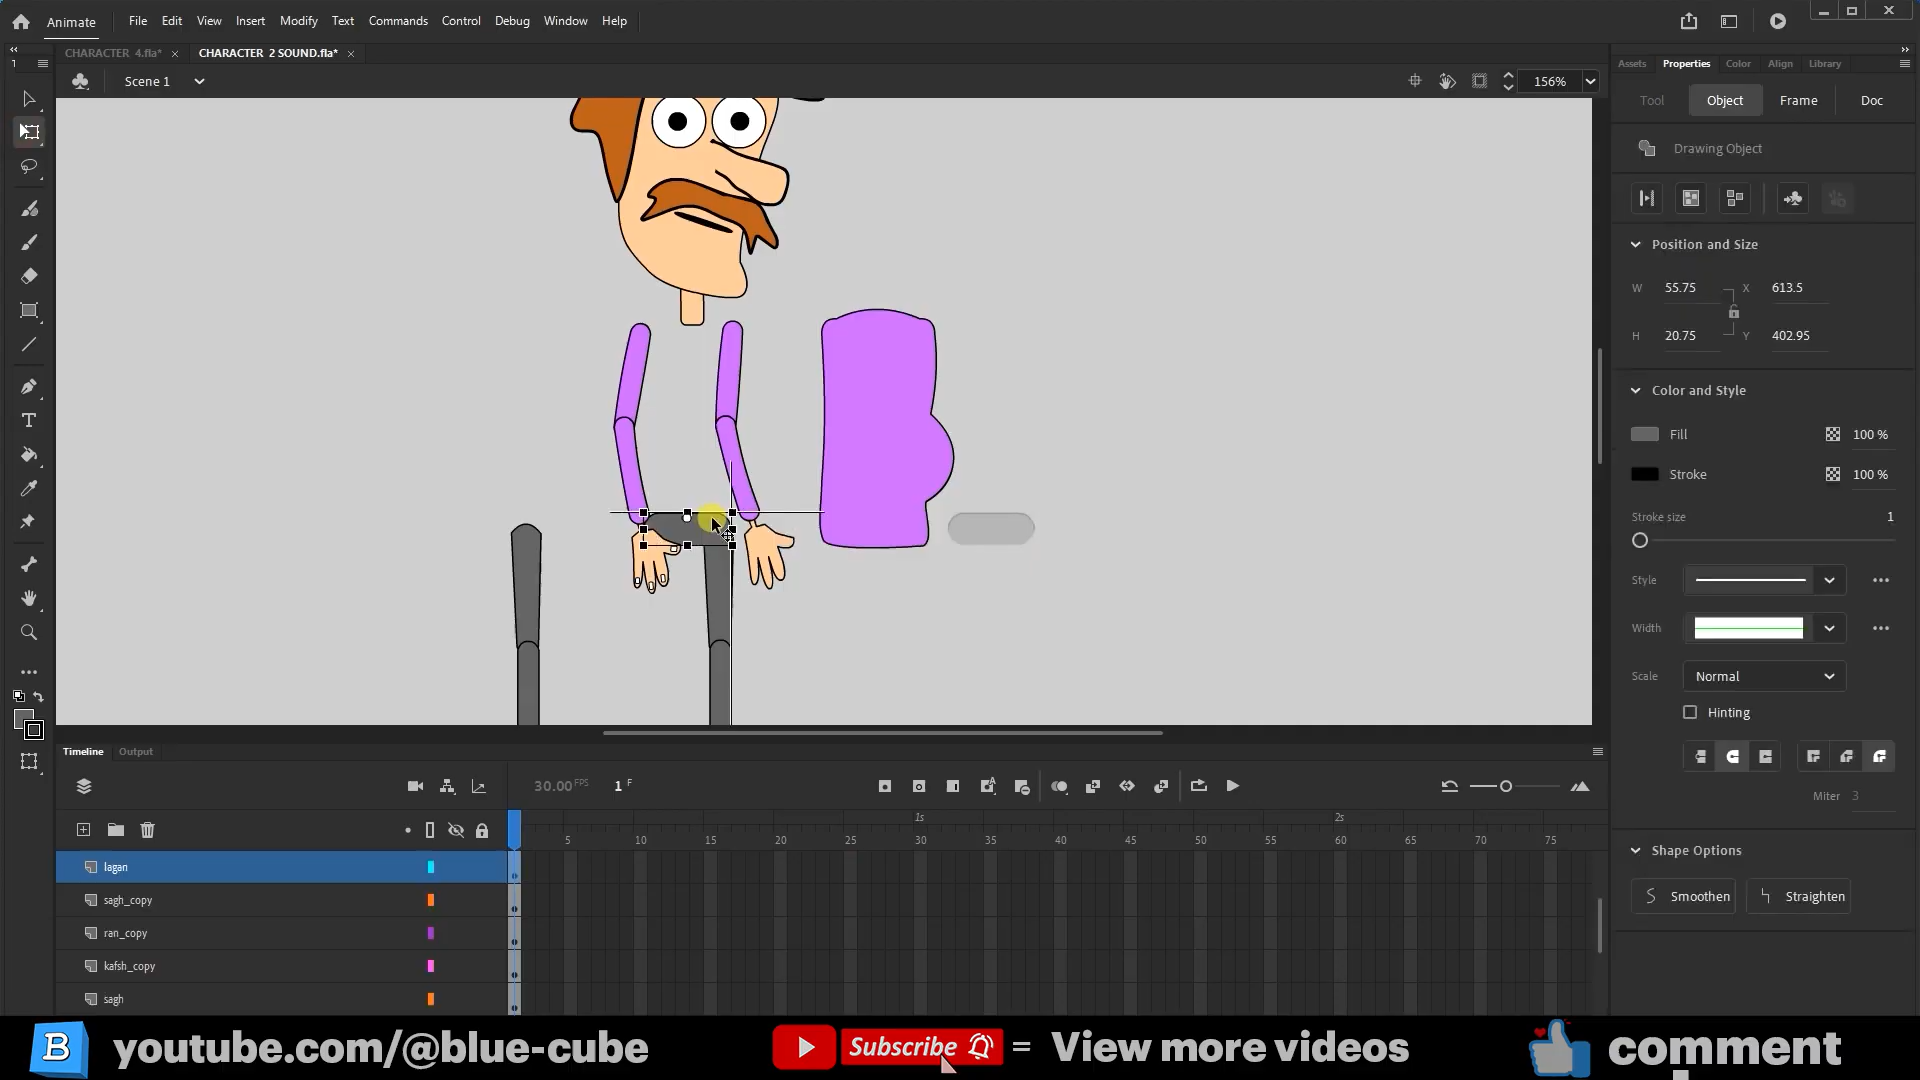 Animate
File Edit View Insert Modify Text Commands Control Debug Window Help
CHARACTER 4.fla* CHARACTER 2 SOUND.fla*
Assets Properties Color Align Library
Scene 1
156%
Tool Object Frame Doc
Drawing Object
Position and Size
W 55.75 X 613.5
H 20.75 Y 402.95
Color and Style
Fill 100 %
Stroke 100 %
Stroke size 1
Style
Width
Scale Normal
Hinting
Miter 3
Shape Options
Smoothen Straighten
Timeline Output
30.00 FPS 1 F
1s 2s
5 10 15 20 25 30 35 40 45 50 55 60 65 70 75
lagan
sagh_copy
ran_copy
kafsh_copy
sagh
B youtube.com/@blue-cube Subscribe = View more videos comment